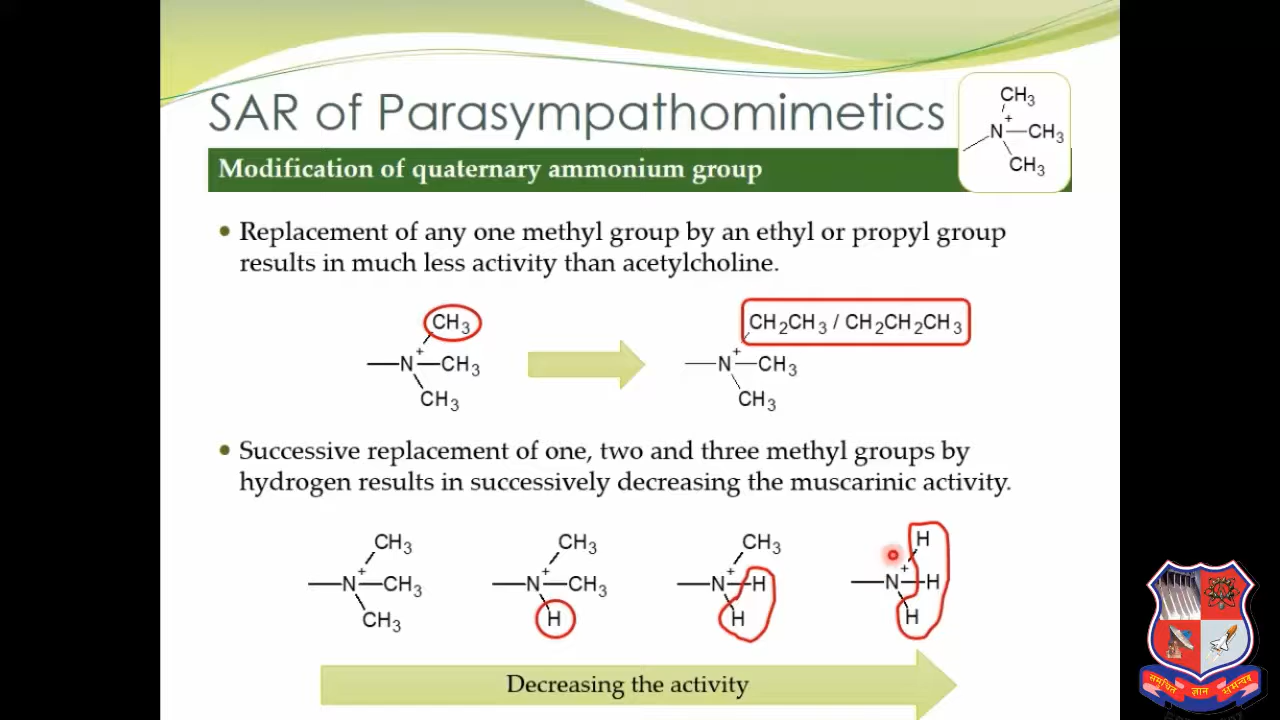 SAR of Parasympathomimetics
CH3
+
N—CH3
CH3
Modification of quaternary ammonium group
• Replacement of any one methyl group by an ethyl or propyl group
results in much less activity than acetylcholine.
CH3
+
—N—CH3
CH3
CH2CH3 / CH2CH2CH3
+
—N—CH3
CH3
• Successive replacement of one, two and three methyl groups by
hydrogen results in successively decreasing the muscarinic activity.
CH3
+
—N—CH3
CH3
CH3
+
—N—CH3
H
CH3
+
—N—H
H
H
+
—N—H
H
Decreasing the activity
समुचित ज्ञान समन्वय